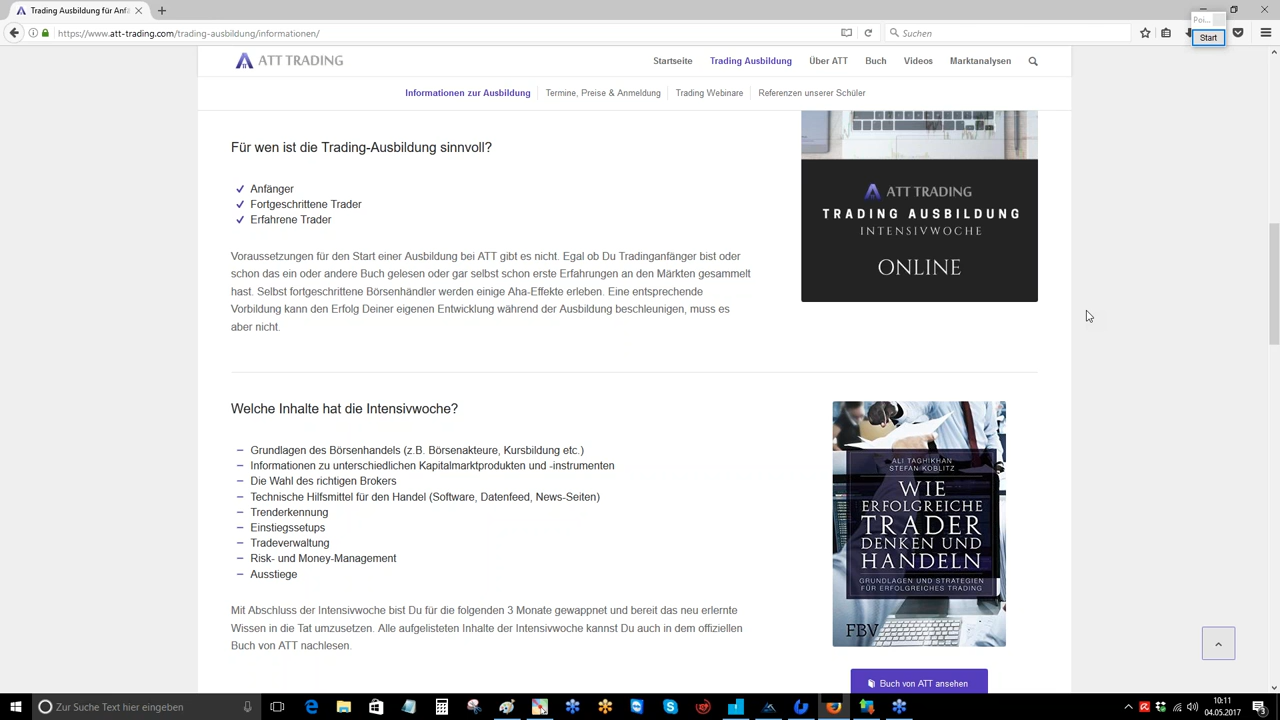 Trading Ausbildung für Anfä
Poi...
https://www.att-trading.com/trading-ausbildung/informationen/
Suchen
Start
ATT TRADING
Startseite
Trading Ausbildung
Über ATT
Buch
Videos
Marktanalysen
Informationen zur Ausbildung
Termine, Preise & Anmeldung
Trading Webinare
Referenzen unserer Schüler
Für wen ist die Trading-Ausbildung sinnvoll?
Anfänger
Fortgeschrittene Trader
Erfahrene Trader
Voraussetzungen für den Start einer Ausbildung bei ATT gibt es nicht. Egal ob Du Tradinganfänger bist oder
schon das ein oder andere Buch gelesen oder gar selbst schon erste Erfahrungen an den Märkten gesammelt
hast. Selbst fortgeschrittene Börsenhändler werden einige Aha-Effekte erleben. Eine entsprechende
Vorbildung kann den Erfolg Deiner eigenen Entwicklung während der Ausbildung beschleunigen, muss es
aber nicht.
ATT TRADING
TRADING AUSBILDUNG
INTENSIVWOCHE
ONLINE
Welche Inhalte hat die Intensivwoche?
– Grundlagen des Börsenhandels (z.B. Börsenakteure, Kursbildung etc.)
– Informationen zu unterschiedlichen Kapitalmarktprodukten und -instrumenten
– Die Wahl des richtigen Brokers
– Technische Hilfsmittel für den Handel (Software, Datenfeed, News-Seiten)
– Trenderkennung
– Einstiegssetups
– Tradeverwaltung
– Risk- und Money-Management
– Ausstiege
Mit Abschluss der Intensivwoche bist Du für die folgenden 3 Monate gewappnet und bereit das neu erlernte
Wissen in die Tat umzusetzen. Alle aufgelisteten Inhalte der Intensivwoche kannst Du auch in dem offiziellen
Buch von ATT nachlesen.
ALI TAGHIKHAN
STEFAN KOBLITZ
WIE
ERFOLGREICHE
TRADER
DENKEN UND
HANDELN
GRUNDLAGEN UND STRATEGIEN
FÜR ERFOLGREICHES TRADING
FBV
Buch von ATT ansehen
Zur Suche Text hier eingeben
10:11
04.05.2017
3